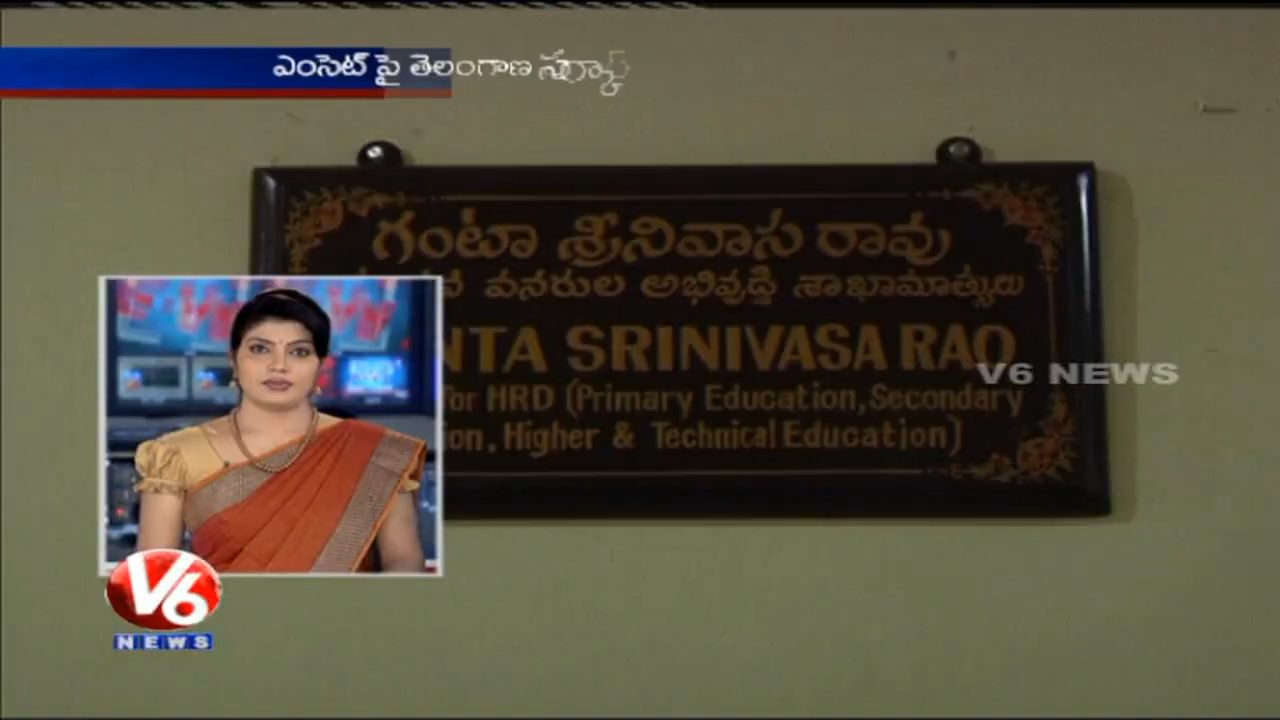 ఎంసెట్ పై తెలంగాణ
గంటా శ్రీనివాస రావు
వనరుల అభివృద్ధి శాఖామాత్యులు
NTA SRINIVASA RAO
V6 NEWS
for HRD (Primary Education, Secondary
ion, Higher & Technical Education)
V6
NEWS